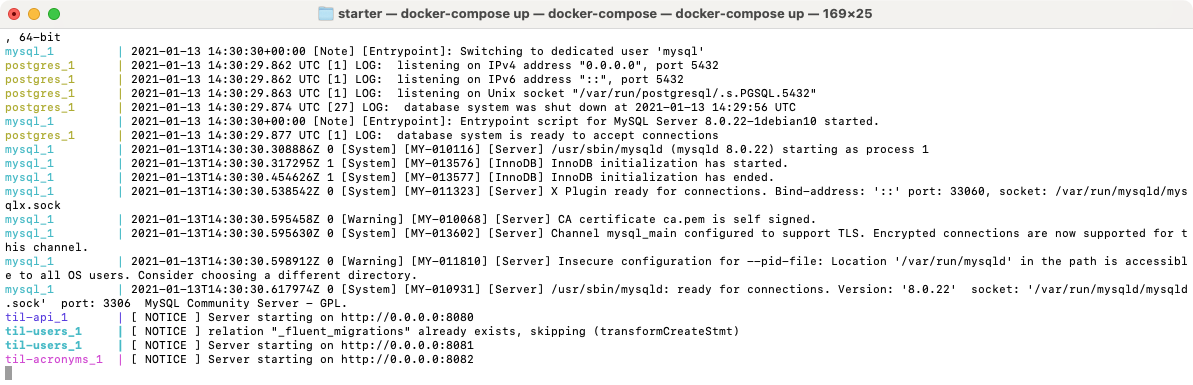 starter — docker-compose up — docker-compose — docker-compose up — 169×25
, 64-bit
mysql_1 | 2021-01-13 14:30:30+00:00 [Note] [Entrypoint]: Switching to dedicated user 'mysql'
postgres_1 | 2021-01-13 14:30:29.862 UTC [1] LOG:  listening on IPv4 address "0.0.0.0", port 5432
postgres_1 | 2021-01-13 14:30:29.862 UTC [1] LOG:  listening on IPv6 address "::", port 5432
postgres_1 | 2021-01-13 14:30:29.863 UTC [1] LOG:  listening on Unix socket "/var/run/postgresql/.s.PGSQL.5432"
postgres_1 | 2021-01-13 14:30:29.874 UTC [27] LOG:  database system was shut down at 2021-01-13 14:29:56 UTC
mysql_1 | 2021-01-13 14:30:30+00:00 [Note] [Entrypoint]: Entrypoint script for MySQL Server 8.0.22-1debian10 started.
postgres_1 | 2021-01-13 14:30:29.877 UTC [1] LOG:  database system is ready to accept connections
mysql_1 | 2021-01-13T14:30:30.308886Z 0 [System] [MY-010116] [Server] /usr/sbin/mysqld (mysqld 8.0.22) starting as process 1
mysql_1 | 2021-01-13T14:30:30.317295Z 1 [System] [MY-013576] [InnoDB] InnoDB initialization has started.
mysql_1 | 2021-01-13T14:30:30.454626Z 1 [System] [MY-013577] [InnoDB] InnoDB initialization has ended.
mysql_1 | 2021-01-13T14:30:30.538542Z 0 [System] [MY-011323] [Server] X Plugin ready for connections. Bind-address: '::' port: 33060, socket: /var/run/mysqld/mys
qlx.sock
mysql_1 | 2021-01-13T14:30:30.595458Z 0 [Warning] [MY-010068] [Server] CA certificate ca.pem is self signed.
mysql_1 | 2021-01-13T14:30:30.595630Z 0 [System] [MY-013602] [Server] Channel mysql_main configured to support TLS. Encrypted connections are now supported for t
his channel.
mysql_1 | 2021-01-13T14:30:30.598912Z 0 [Warning] [MY-011810] [Server] Insecure configuration for --pid-file: Location '/var/run/mysqld' in the path is accessibl
e to all OS users. Consider choosing a different directory.
mysql_1 | 2021-01-13T14:30:30.617974Z 0 [System] [MY-010931] [Server] /usr/sbin/mysqld: ready for connections. Version: '8.0.22'  socket: '/var/run/mysqld/mysqld
.sock'  port: 3306  MySQL Community Server - GPL.
til-api_1 | [ NOTICE ] Server starting on http://0.0.0.0:8080
til-users_1 | [ NOTICE ] relation "_fluent_migrations" already exists, skipping (transformCreateStmt)
til-users_1 | [ NOTICE ] Server starting on http://0.0.0.0:8081
til-acronyms_1 | [ NOTICE ] Server starting on http://0.0.0.0:8082